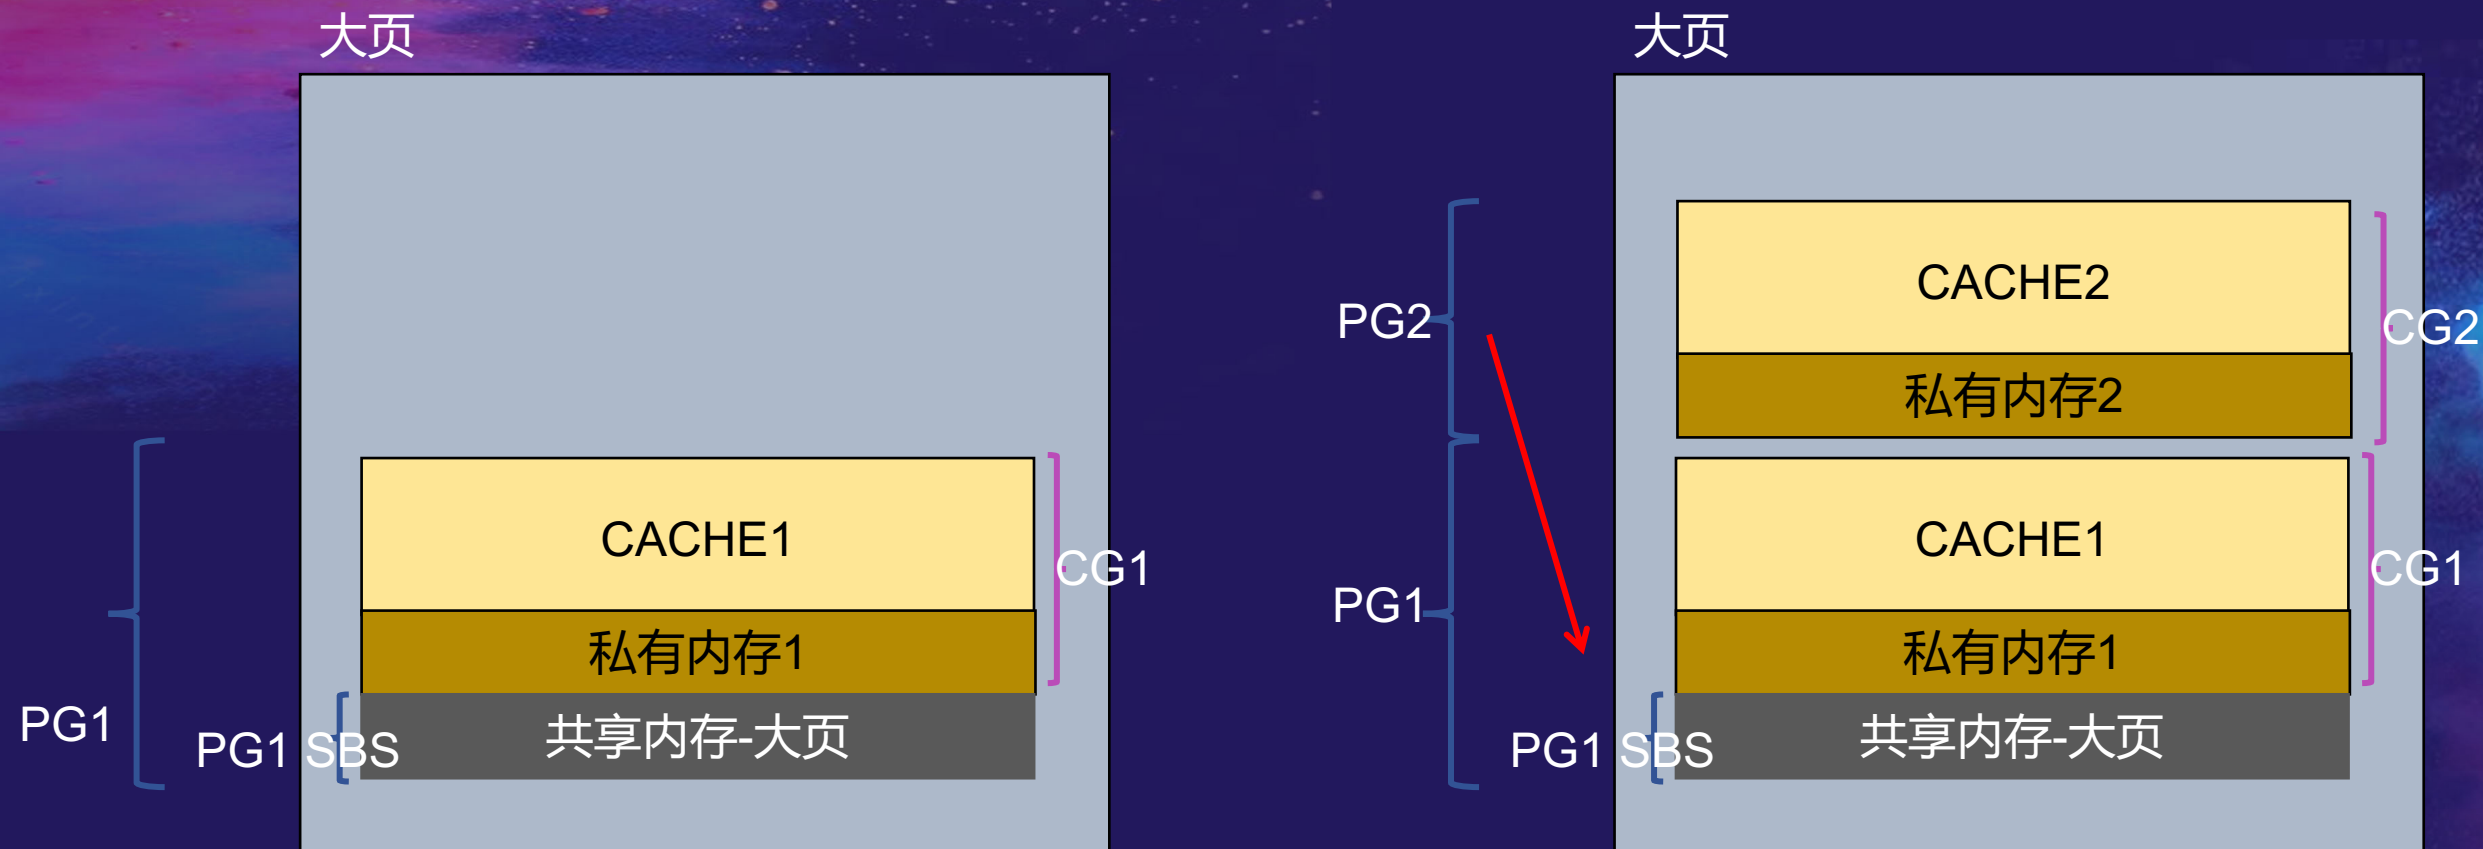 大页
CACHE1
CG1
私有内存1
PG1
PG1 SBS
共享内存-大页
大页
CACHE2
PG2
CG2
私有内存2
CACHE1
CG1
PG1
私有内存1
PG1 SBS
共享内存-大页